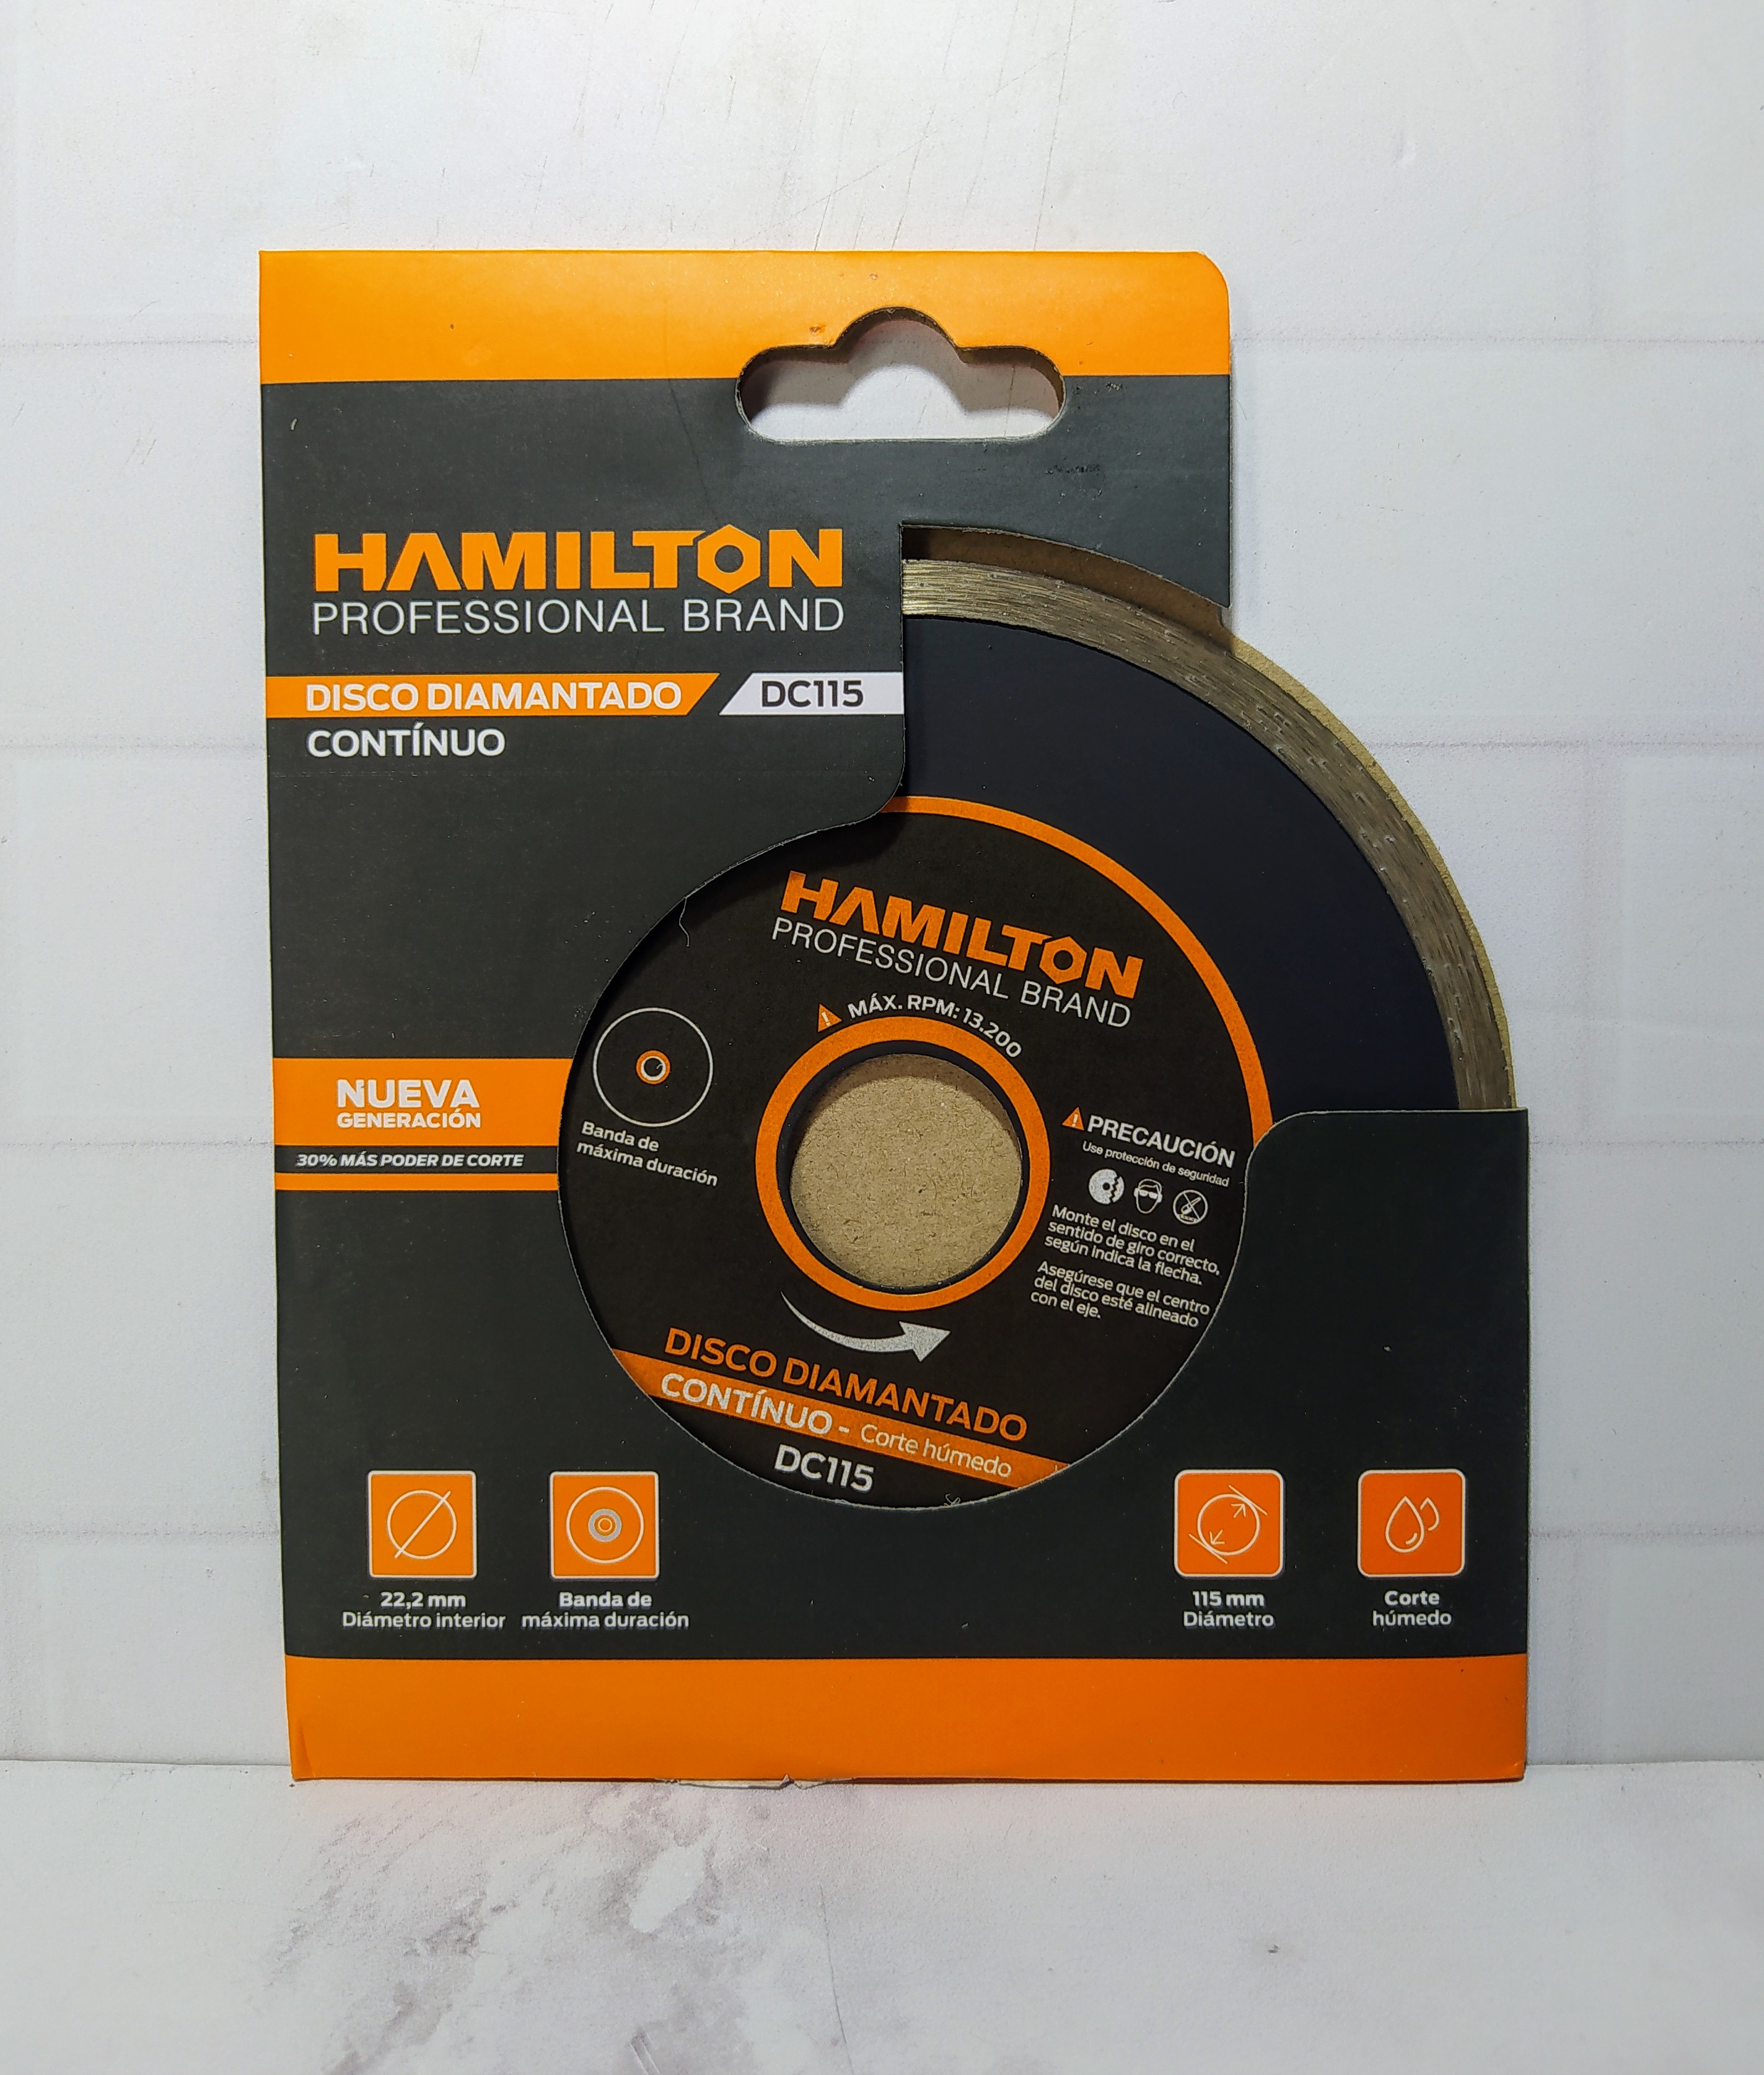 HAMILTON
PROFESSIONAL BRAND
DISCO DIAMANTADO DC115
CONTÍNUO
HAMILTON
PROFESSIONAL BRAND
MÁX. RPM: 13.200
Banda de
máxima duración
PRECAUCIÓN
Use protección de seguridad
Monte el disco en el
sentido de giro correcto,
según indica la flecha.
Asegúrese que el centro
del disco esté alineado
con el eje.
NUEVA
GENERACIÓN
30% MÁS PODER DE CORTE
DISCO DIAMANTADO
CONTÍNUO - Corte húmedo
DC115
22,2 mm
Diámetro interior
Banda de
máxima duración
115 mm
Diámetro
Corte
húmedo